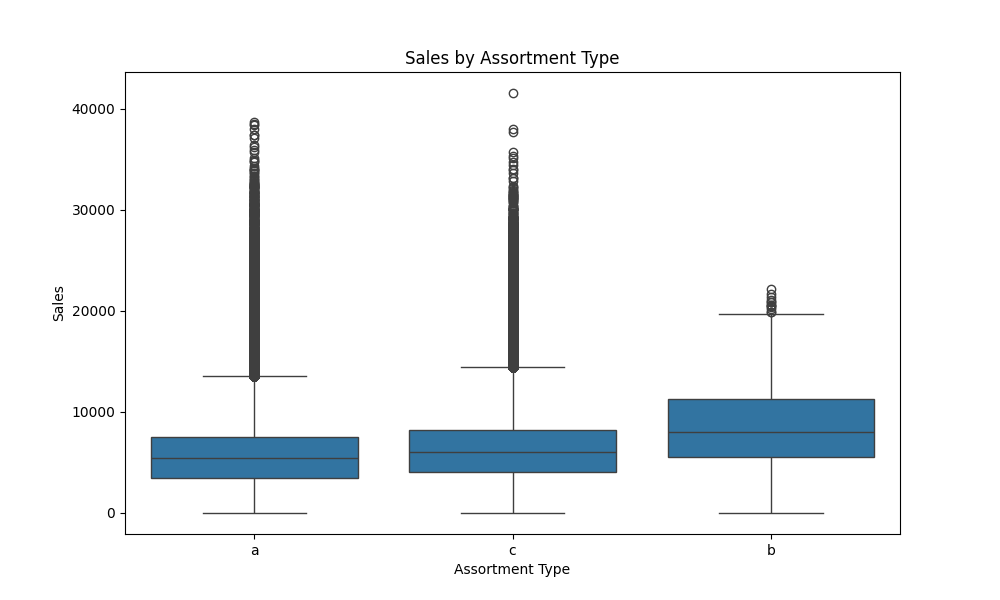 Sales by Assortment Type
40000
30000
20000
10000
0
Sales
a
c
b
Assortment Type